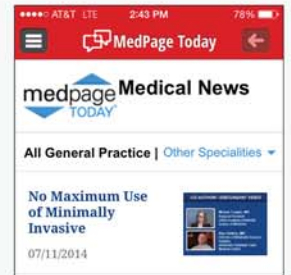 AT&T LTE 2:43 PM 78%
MedPage Today
medpage Medical News
TODAY
All General Practice | Other Specialities
No Maximum Use
of Minimally
Invasive
07/11/2014